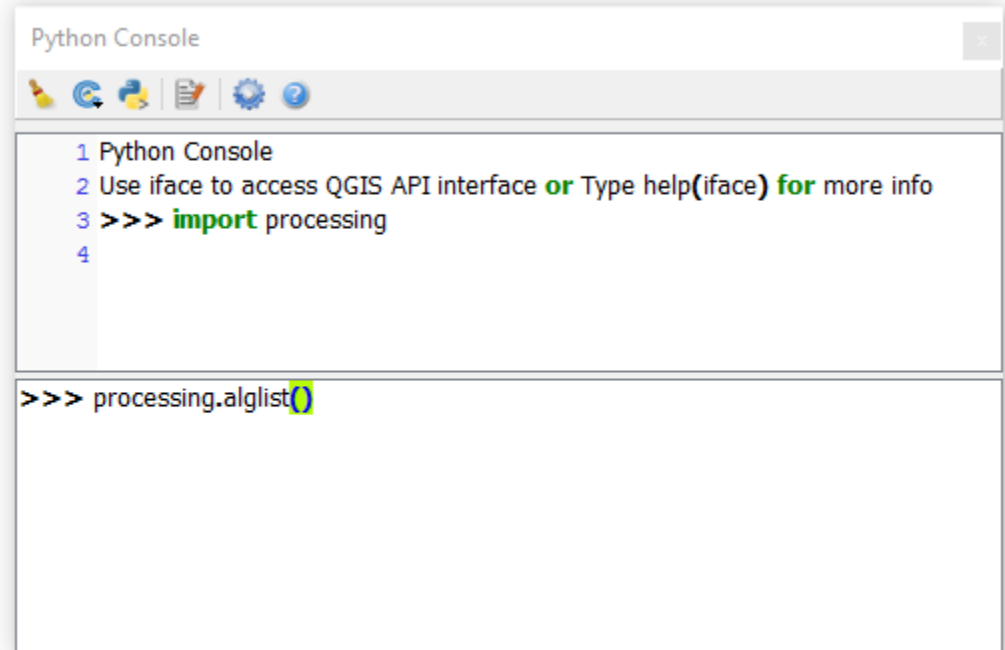 Python Console
1 Python Console
2 Use iface to access QGIS API interface or Type help(iface) for more info
3 >>> import processing
4
>>> processing.alglist()